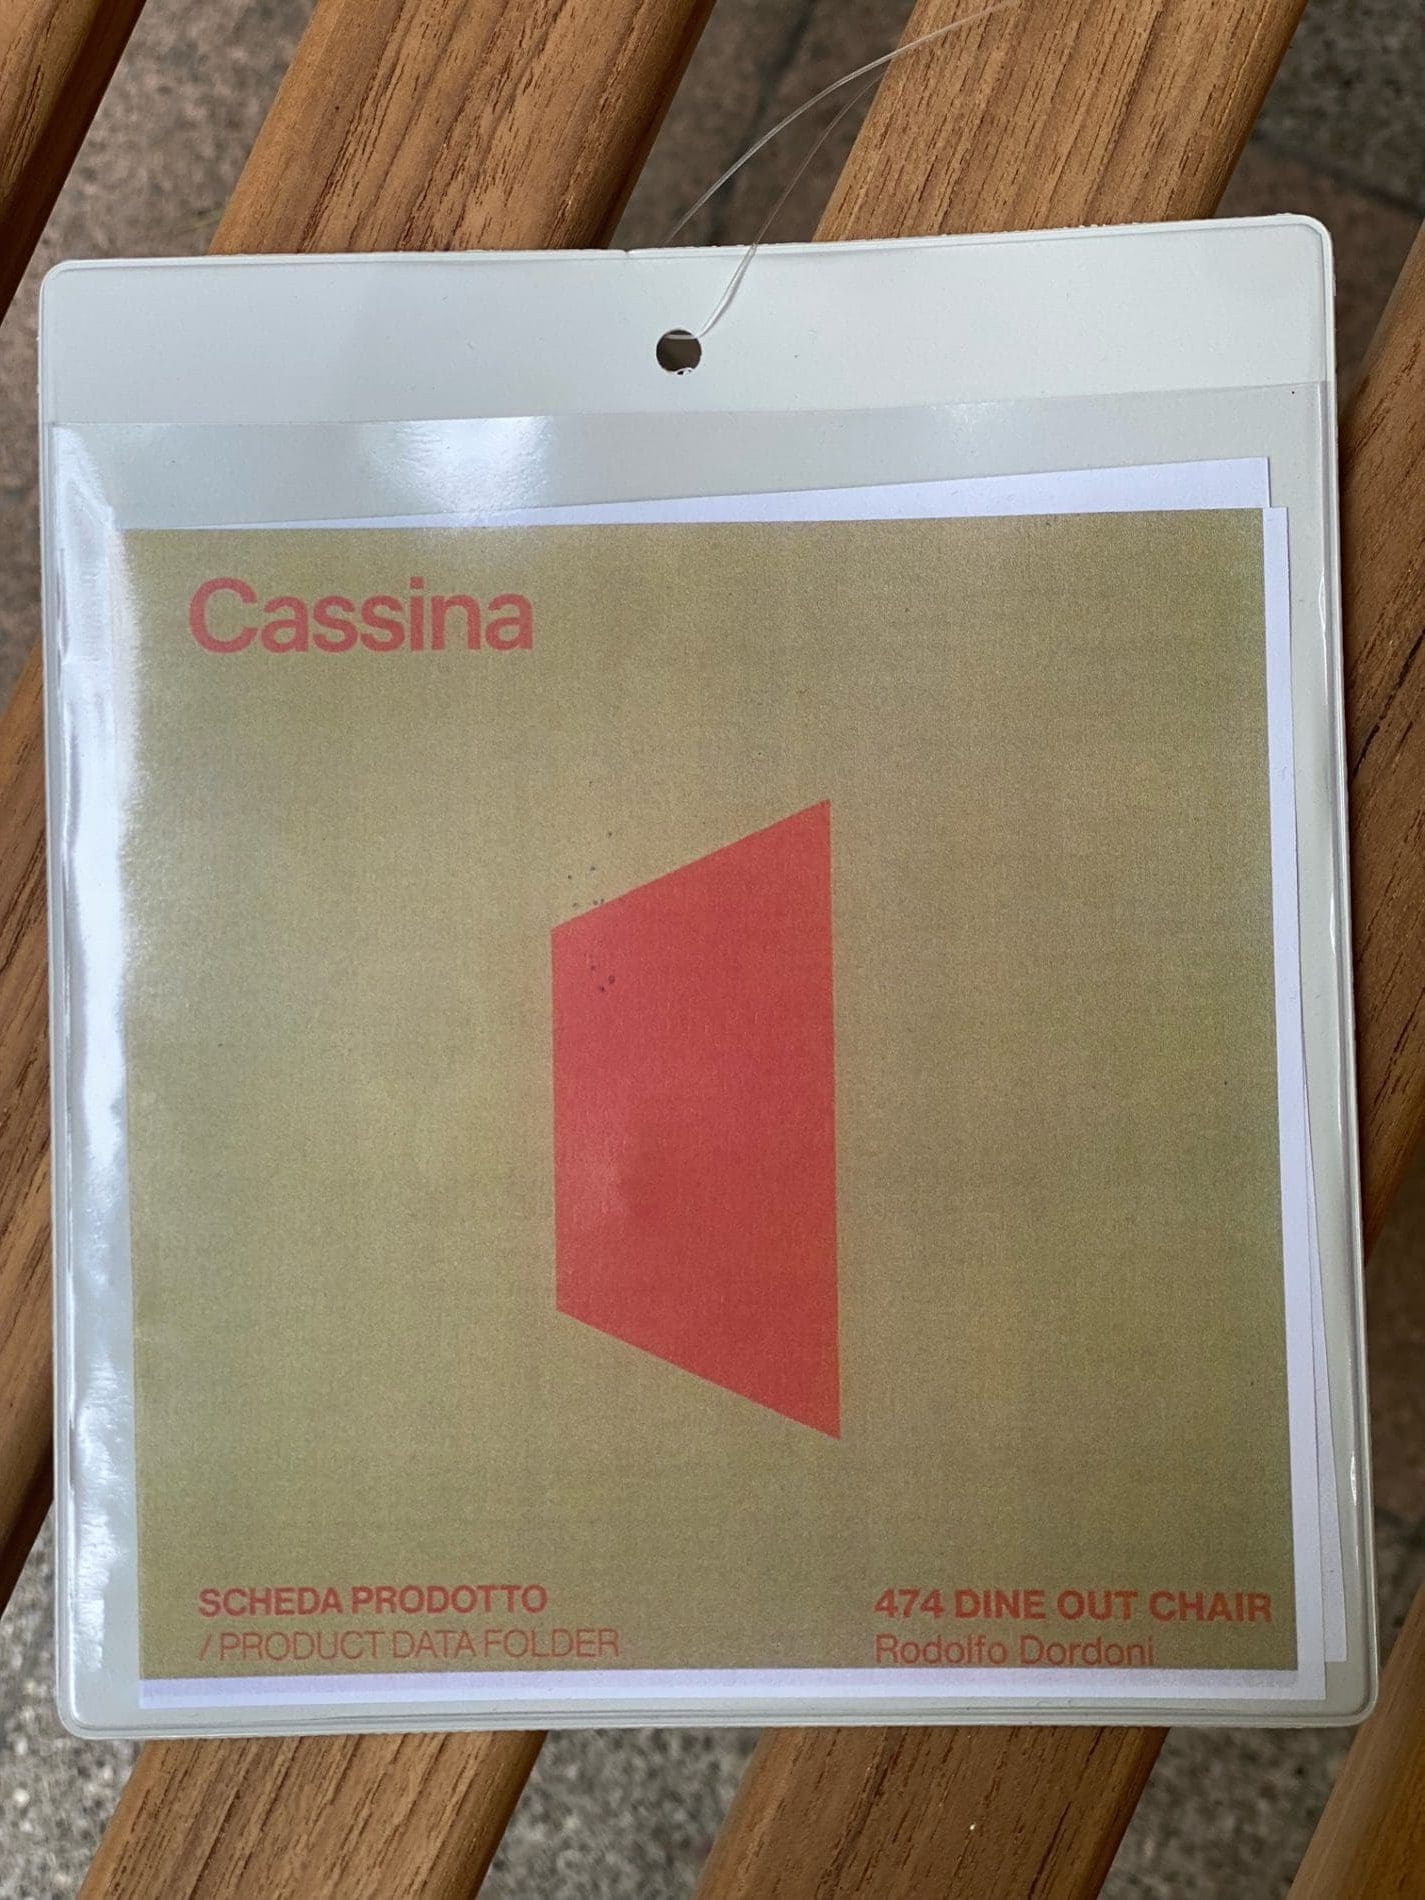 Cassina
SCHEDA PRODOTTO
/ PRODUCT DATA FOLDER
474 DINE OUT CHAIR
Rodolfo Dordoni